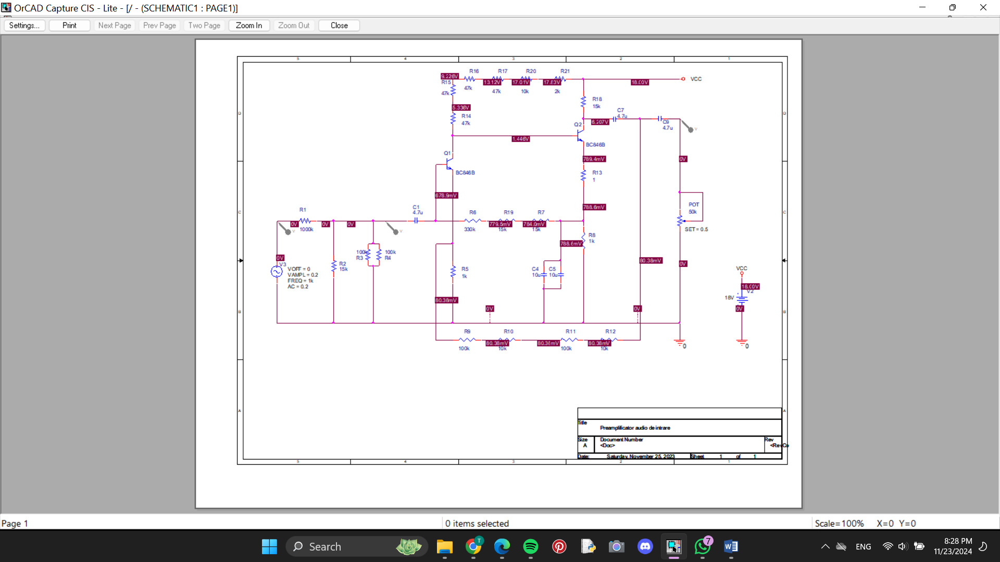 OrCAD Capture CIS - Lite - [/ - (SCHEMATIC1 : PAGE1)]
Settings... Print Next Page Prev Page Two Page Zoom In Zoom Out Close
5 4 3 2 1
R16 R17 R20 R21
9.226V
R15
47k
47k 47k 10k 2k
13.12V 17.01V 17.83V 18.00V
VCC
5.336V
R14
47k
R18
15k
C7
4.7u
6.207V
C9
4.7u
V
Q2
BC846B
1.446V
Q1
BC846B
789.4mV
0V
R13
1
678.9mV
788.6mV
POT
50k
SET = 0.5
R1
1000k
0V 0V 0V
V
V
C1
4.7u
R6 R19 R7
330k 15k 15k
779.5mV 784.0mV
R8
1k
788.6mV
100k
R3
100k
R4
0V
V3
VOFF = 0
VAMPL = 0.2
FREQ = 1k
AC = 0.2
R2
15k
R5
1k
C4
10u
C5
10u
80.38mV
0V
VCC
18.00V
V2
18V
0V
80.38mV
0V
0V
R9 R10 R11 R12
80.38mV 80.38mV 80.38mV
100k 10k 100k 10k
0
0
D
C
B
A
D
C
B
A
Title
Preamplificator audio de intrare
Size
A
Document Number
<Doc>
Rev
<RevCo
Date: Saturday, November 25, 2023 Sheet 1 of 1
5 4 3 2 1
Page 1 0 items selected Scale=100% X=0 Y=0
Search
T
7
ENG
8:28 PM
11/23/2024